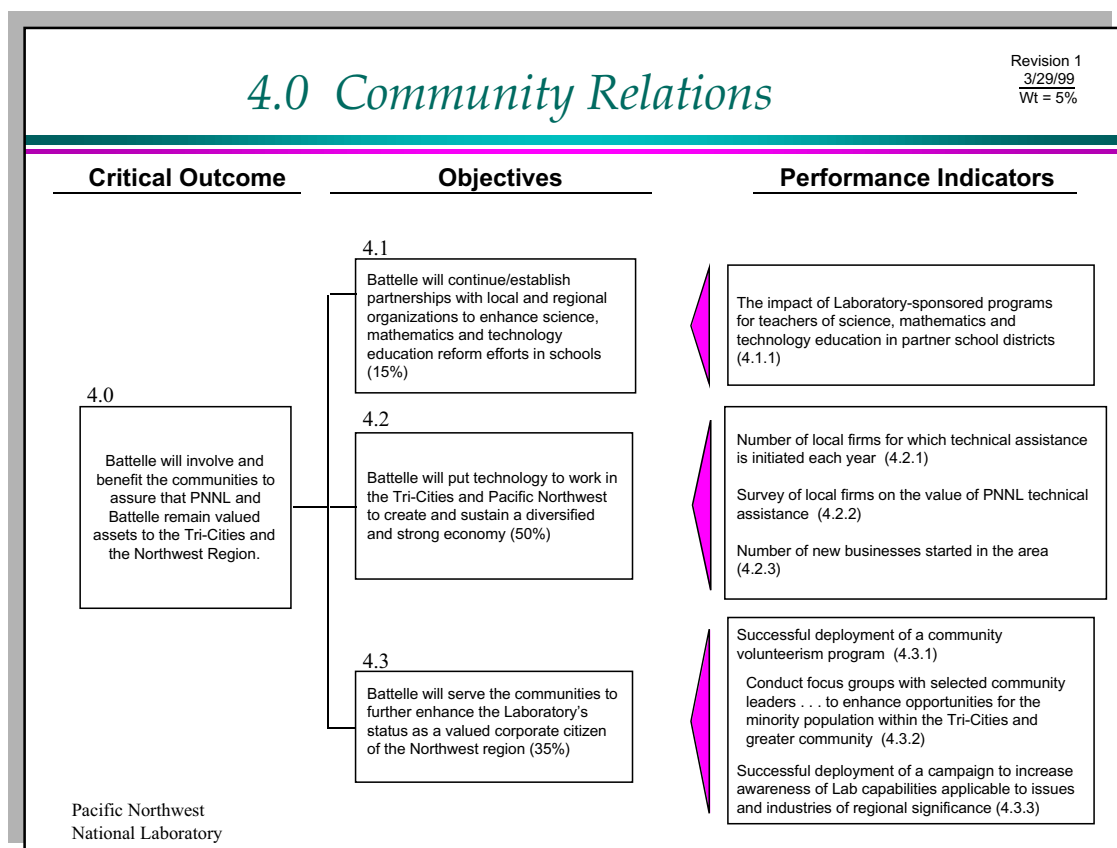 4.0 Community Relations
Revision 1
3/29/99
Wt = 5%
Critical Outcome
Objectives
Performance Indicators
4.0
Battelle will involve and
benefit the communities to
assure that PNNL and
Battelle remain valued
assets to the Tri-Cities and
the Northwest Region.
4.1
Battelle will continue/establish
partnerships with local and regional
organizations to enhance science,
mathematics and technology
education reform efforts in schools
(15%)
The impact of Laboratory-sponsored programs
for teachers of science, mathematics and
technology education in partner school districts
(4.1.1)
4.2
Battelle will put technology to work in
the Tri-Cities and Pacific Northwest
to create and sustain a diversified
and strong economy (50%)
Number of local firms for which technical assistance
is initiated each year (4.2.1)
Survey of local firms on the value of PNNL technical
assistance (4.2.2)
Number of new businesses started in the area
(4.2.3)
4.3
Battelle will serve the communities to
further enhance the Laboratory's
status as a valued corporate citizen
of the Northwest region (35%)
Successful deployment of a community
volunteerism program (4.3.1)
Conduct focus groups with selected community
leaders . . . to enhance opportunities for the
minority population within the Tri-Cities and
greater community (4.3.2)
Successful deployment of a campaign to increase
awareness of Lab capabilities applicable to issues
and industries of regional significance (4.3.3)
Pacific Northwest
National Laboratory